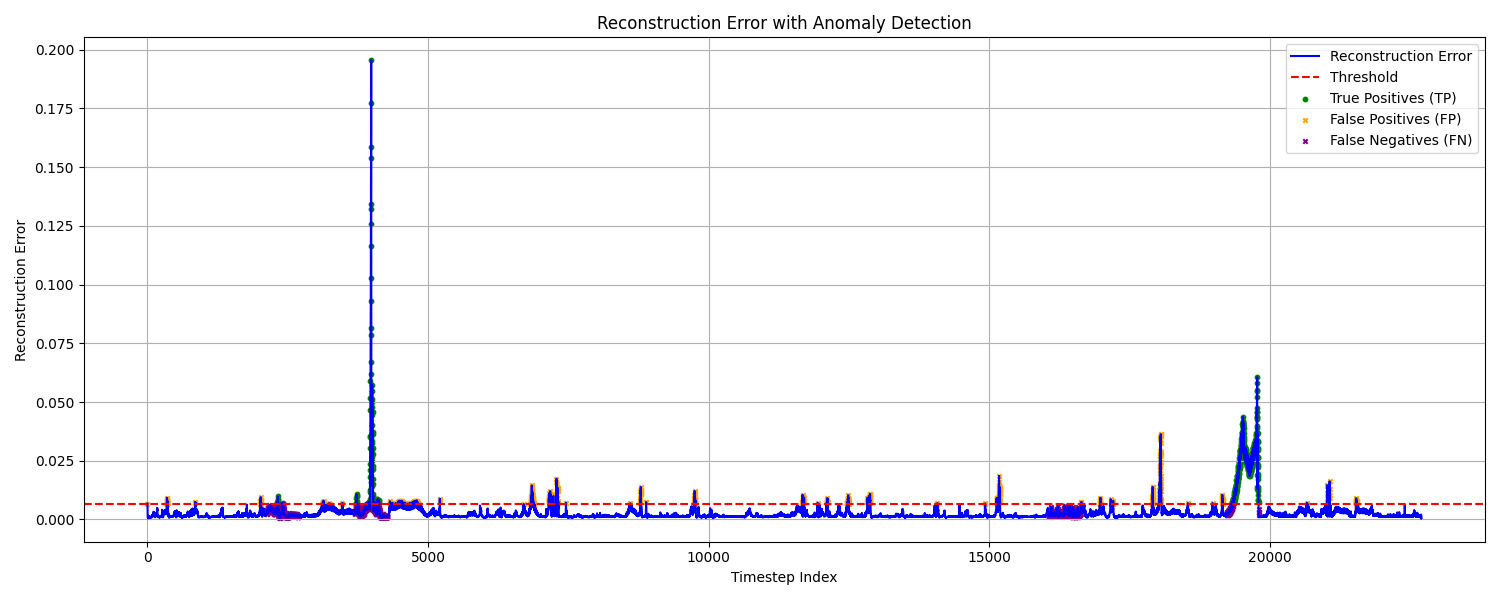 Reconstruction Error with Anomaly Detection
0.200
0.175
0.150
0.125
0.100
0.075
0.050
0.025
0.000
Reconstruction Error
Reconstruction Error
Threshold
True Positives (TP)
False Positives (FP)
False Negatives (FN)
0
5000
10000
15000
20000
Timestep Index